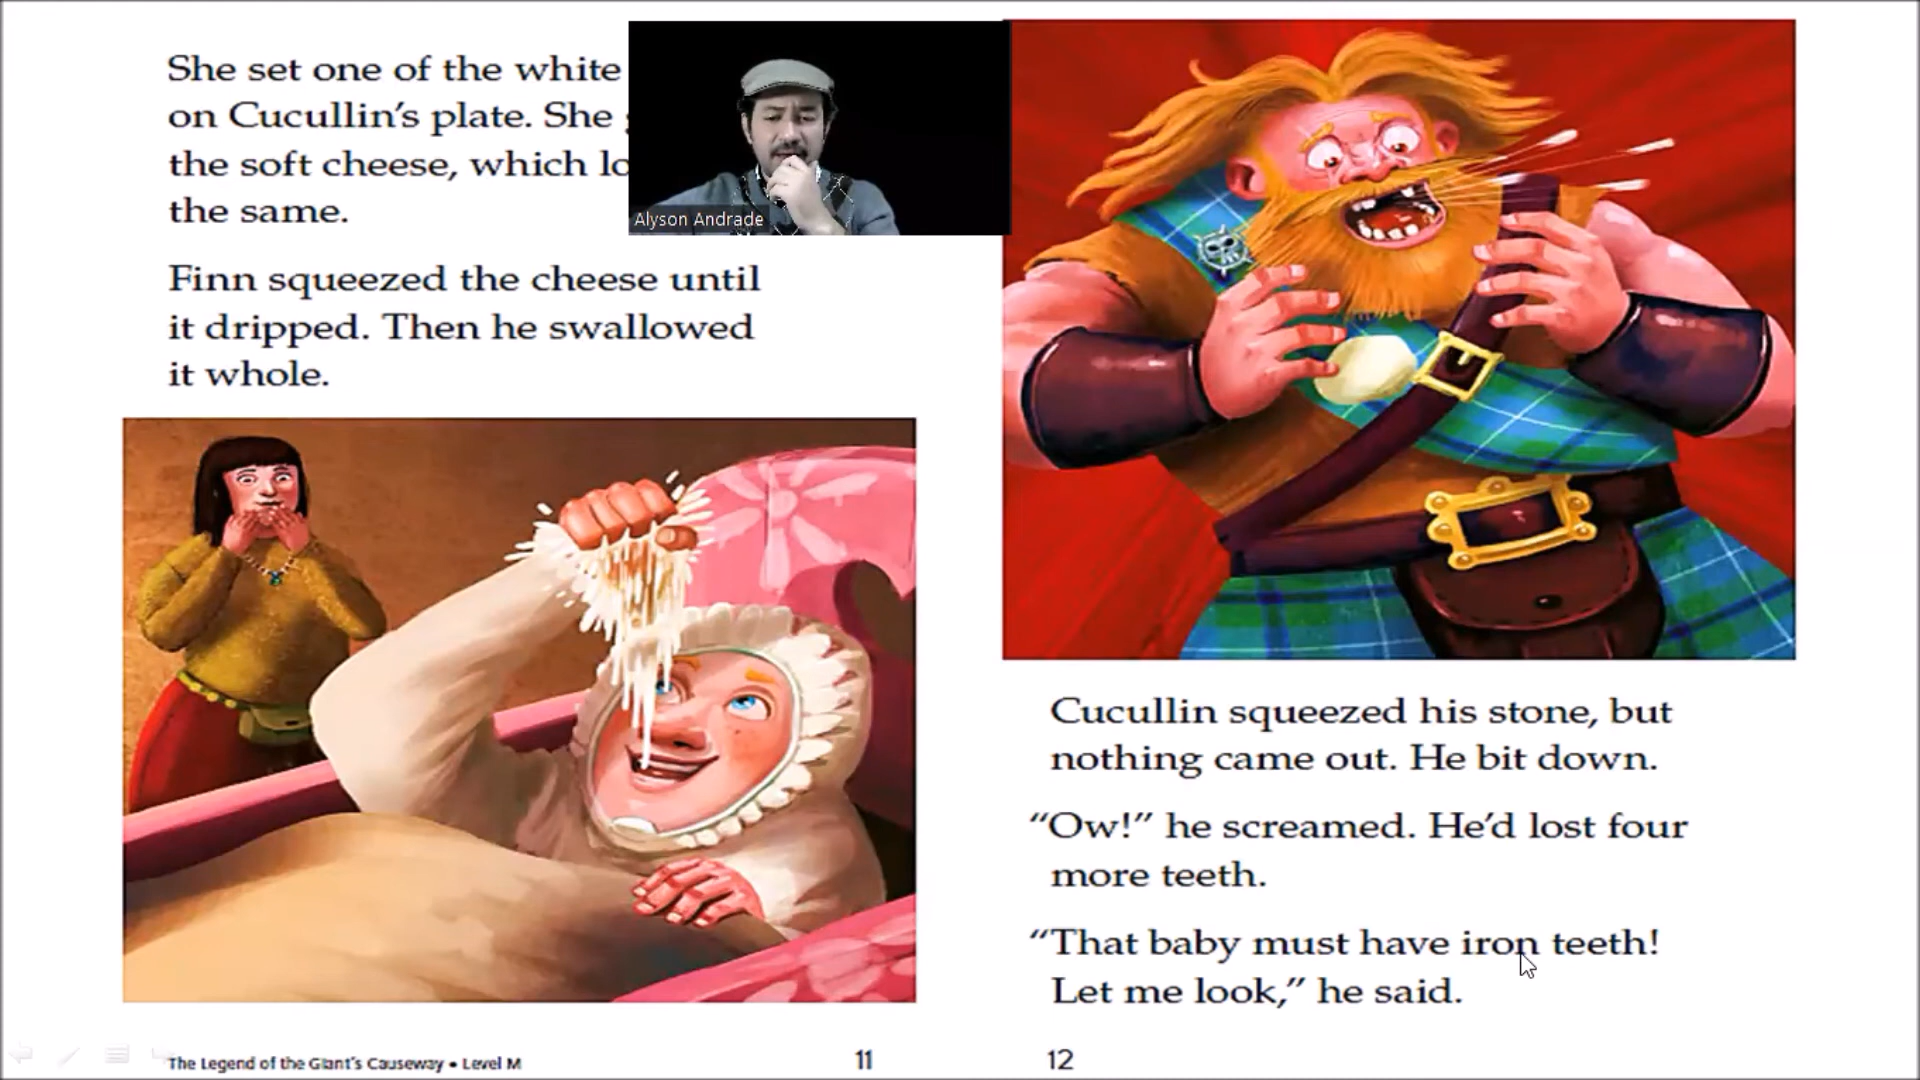 She set one of the white
on Cucullin's plate. She
the soft cheese, which
the same.
Finn squeezed the cheese until
it dripped. Then he swallowed
it whole.
Alyson Andrade
Cucullin squeezed his stone, but
nothing came out. He bit down.
“Ow!” he screamed. He'd lost four
more teeth.
“That baby must have iron teeth!
Let me look,” he said.
The Legend of the Giant's Causeway • Level M
11
12